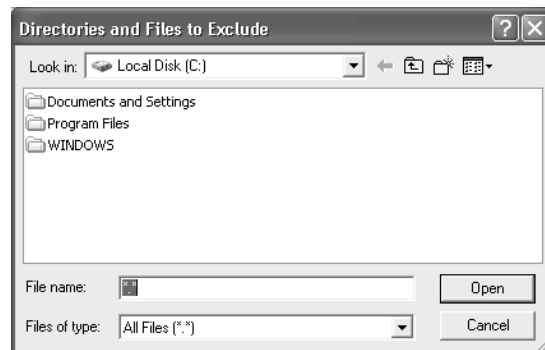 Directories and Files to Exclude
Look in: Local Disk (C:)
Documents and Settings
Program Files
WINDOWS
File name: *.* Open
Files of type: All Files (*.*) Cancel